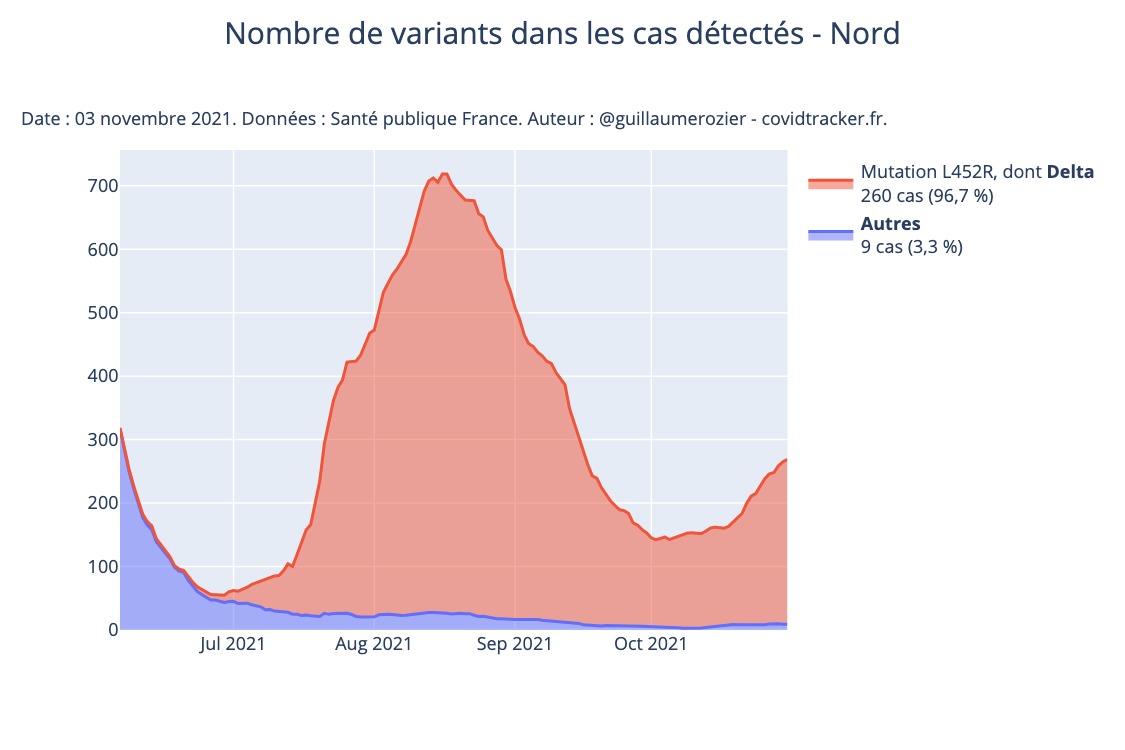 Nombre de variants dans les cas détectés - Nord
Date : 03 novembre 2021. Données : Santé publique France. Auteur : @guillaumerozier - covidtracker.fr.
Mutation L452R, dont Delta
260 cas (96,7 %)
Autres
9 cas (3,3 %)
700
600
500
400
300
200
100
0
Jul 2021 Aug 2021 Sep 2021 Oct 2021